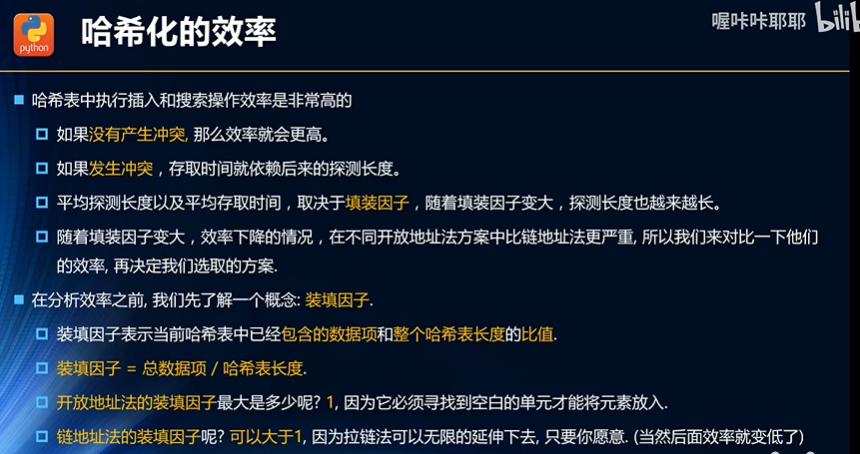 python
哈希化的效率
喔咔咔耶耶 bilib
哈希表中执行插入和搜索操作效率是非常高的
如果没有产生冲突, 那么效率就会更高。
如果发生冲突，存取时间就依赖后来的探测长度。
平均探测长度以及平均存取时间，取决于填装因子，随着填装因子变大，探测长度也越来越长。
随着填装因子变大，效率下降的情况，在不同开放地址法方案中比链地址法更严重, 所以我们来对比一下他们
的效率, 再决定我们选取的方案.
在分析效率之前, 我们先了解一个概念: 装填因子.
装填因子表示当前哈希表中已经包含的数据项和整个哈希表长度的比值.
装填因子 = 总数据项 / 哈希表长度.
开放地址法的装填因子最大是多少呢? 1, 因为它必须寻找到空白的单元才能将元素放入.
链地址法的装填因子呢? 可以大于1, 因为拉链法可以无限的延伸下去, 只要你愿意. (当然后面效率就变低了)